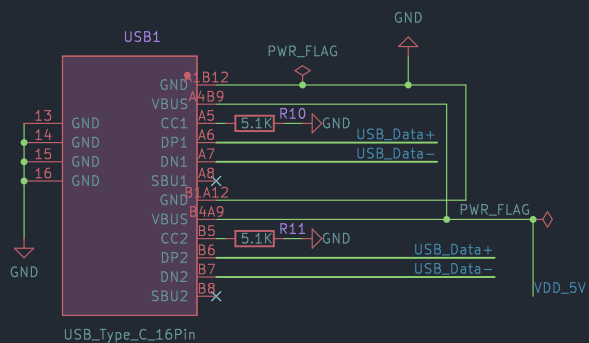 GND
USB1
PWR_FLAG
GND A1B12
VBUS A4B9
13 GND
CC1 A5 5.1K R10 GND
14 GND
DP1 A6 USB_Data+
15 GND
DN1 A7 USB_Data-
16 GND
SBU1 A8
GND B1A12
VBUS B4A9 PWR_FLAG
CC2 B5 5.1K R11 GND
DP2 B6 USB_Data+
GND
DN2 B7 USB_Data-
SBU2 B8 VDD_5V
USB_Type_C_16Pin